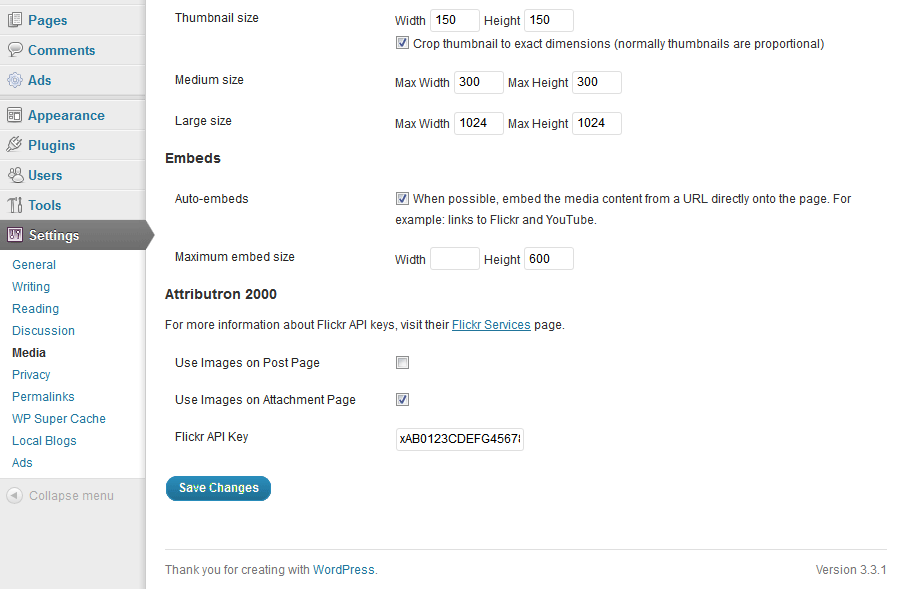 Pages
Comments
Ads
Appearance
Plugins
Users
Tools
Settings
General
Writing
Reading
Discussion
Media
Privacy
Permalinks
WP Super Cache
Local Blogs
Ads
Collapse menu
Thumbnail size Width 150 Height 150
Crop thumbnail to exact dimensions (normally thumbnails are proportional)
Medium size Max Width 300 Max Height 300
Large size Max Width 1024 Max Height 1024
Embeds
Auto-embeds When possible, embed the media content from a URL directly onto the page. For
example: links to Flickr and YouTube.
Maximum embed size Width Height 600
Attributron 2000
For more information about Flickr API keys, visit their Flickr Services page.
Use Images on Post Page
Use Images on Attachment Page
Flickr API Key xAB0123CDEFG4567
Save Changes
Thank you for creating with WordPress. Version 3.3.1